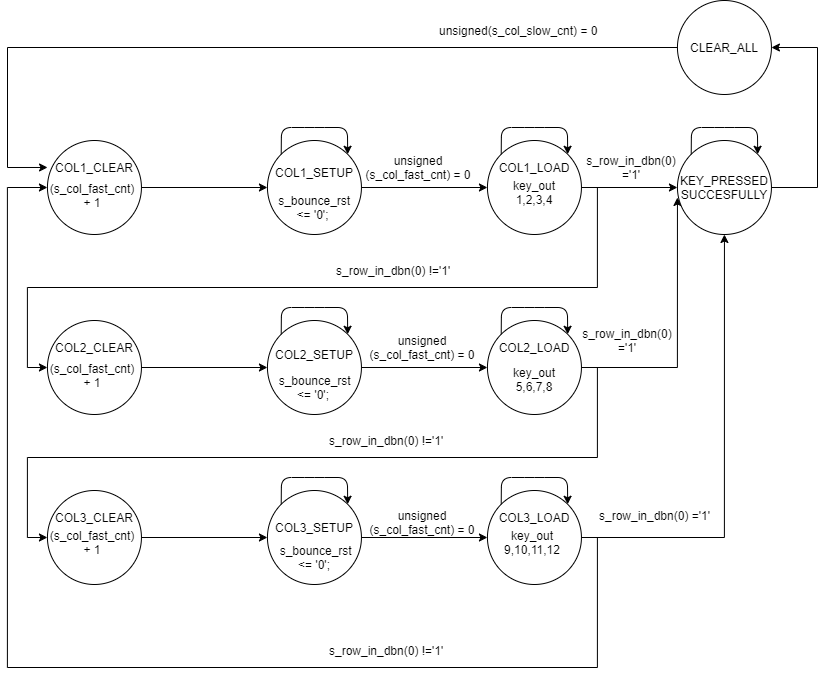 unsigned(s_col_slow_cnt) = 0
CLEAR_ALL
COL1_CLEAR
(s_col_fast_cnt)
+ 1
COL1_SETUP
s_bounce_rst
<= '0';
unsigned
(s_col_fast_cnt) = 0
COL1_LOAD
key_out
1,2,3,4
s_row_in_dbn(0)
='1'
KEY_PRESSED
SUCCESFULLY
s_row_in_dbn(0) !='1'
COL2_CLEAR
(s_col_fast_cnt)
+ 1
COL2_SETUP
s_bounce_rst
<= '0';
unsigned
(s_col_fast_cnt) = 0
COL2_LOAD
key_out
5,6,7,8
s_row_in_dbn(0)
='1'
s_row_in_dbn(0) !='1'
COL3_CLEAR
(s_col_fast_cnt)
+ 1
COL3_SETUP
s_bounce_rst
<= '0';
unsigned
(s_col_fast_cnt) = 0
COL3_LOAD
key_out
9,10,11,12
s_row_in_dbn(0) ='1'
s_row_in_dbn(0) !='1'